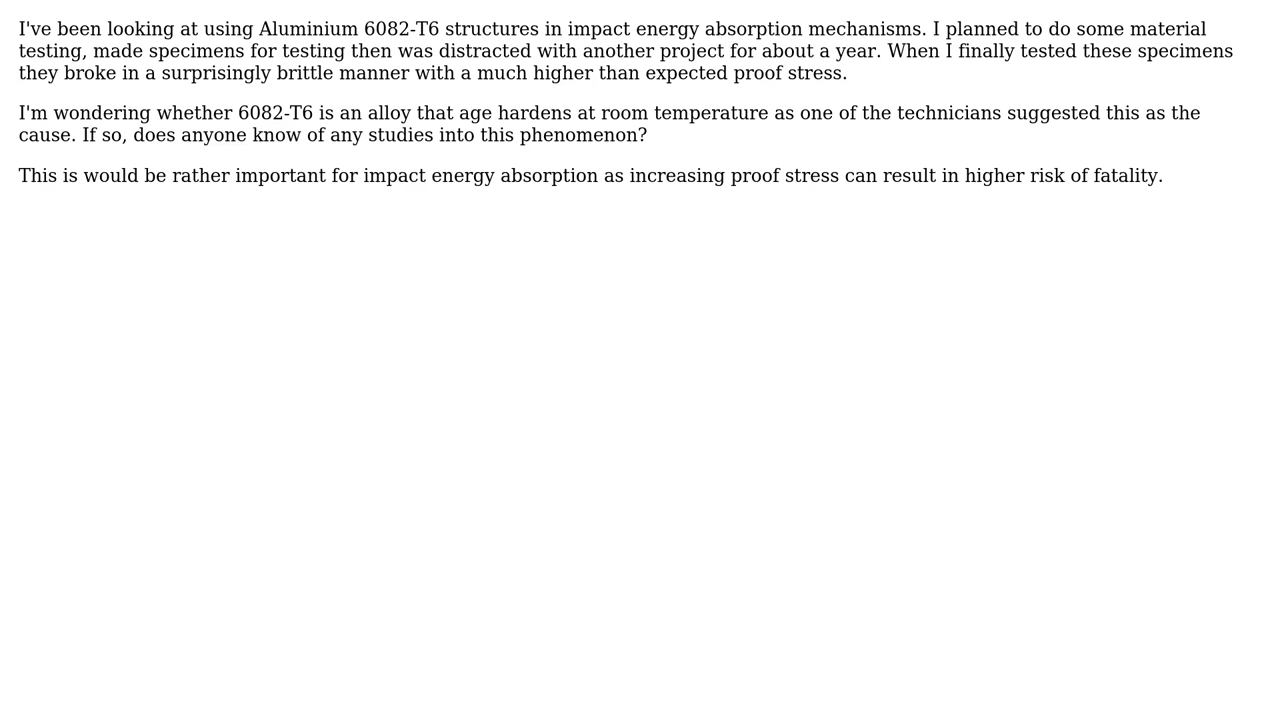 I've been looking at using Aluminium 6082-T6 structures in impact energy absorption mechanisms. I planned to do some material
testing, made specimens for testing then was distracted with another project for about a year. When I finally tested these specimens
they broke in a surprisingly brittle manner with a much higher than expected proof stress.
I'm wondering whether 6082-T6 is an alloy that age hardens at room temperature as one of the technicians suggested this as the
cause. If so, does anyone know of any studies into this phenomenon?
This is would be rather important for impact energy absorption as increasing proof stress can result in higher risk of fatality.